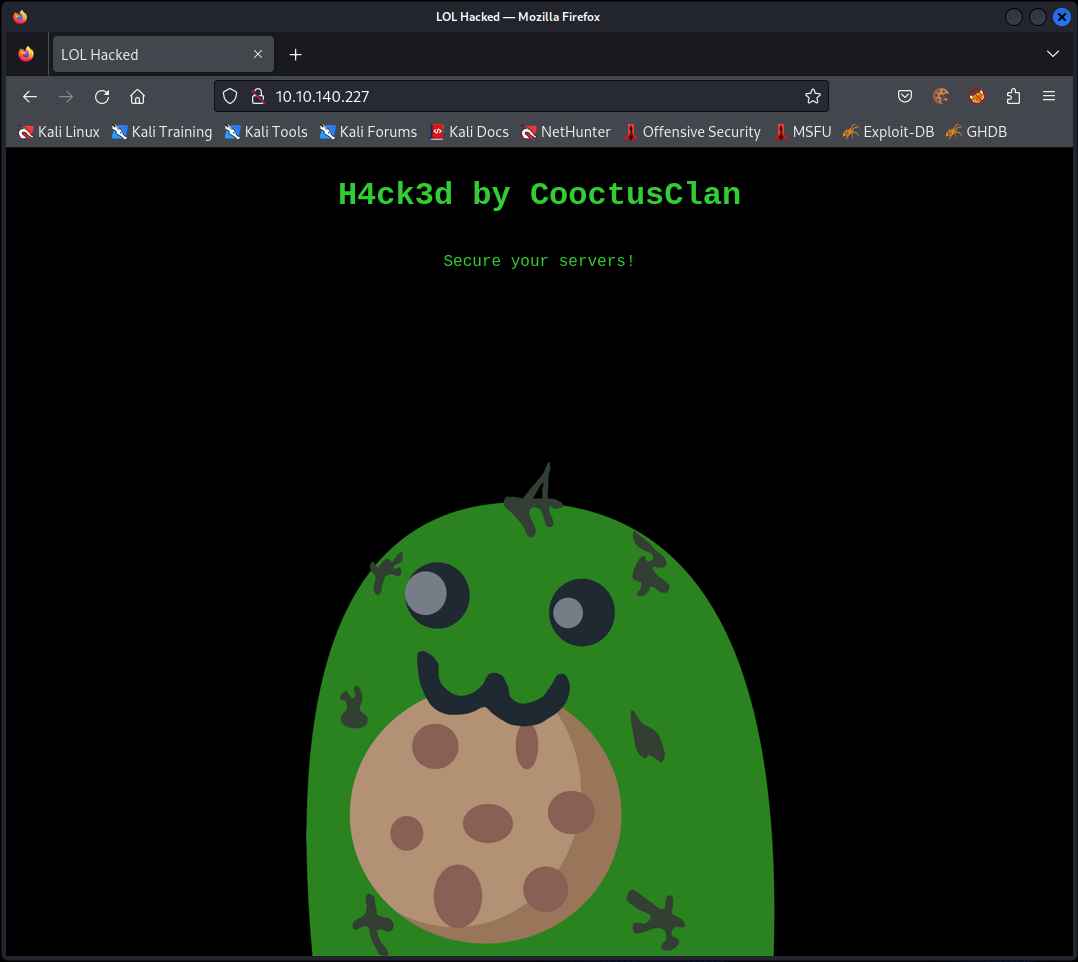 LOL Hacked — Mozilla Firefox
LOL Hacked
10.10.140.227
Kali Linux Kali Training Kali Tools Kali Forums Kali Docs NetHunter Offensive Security MSFU Exploit-DB GHDB
H4ck3d by CooctusClan
Secure your servers!